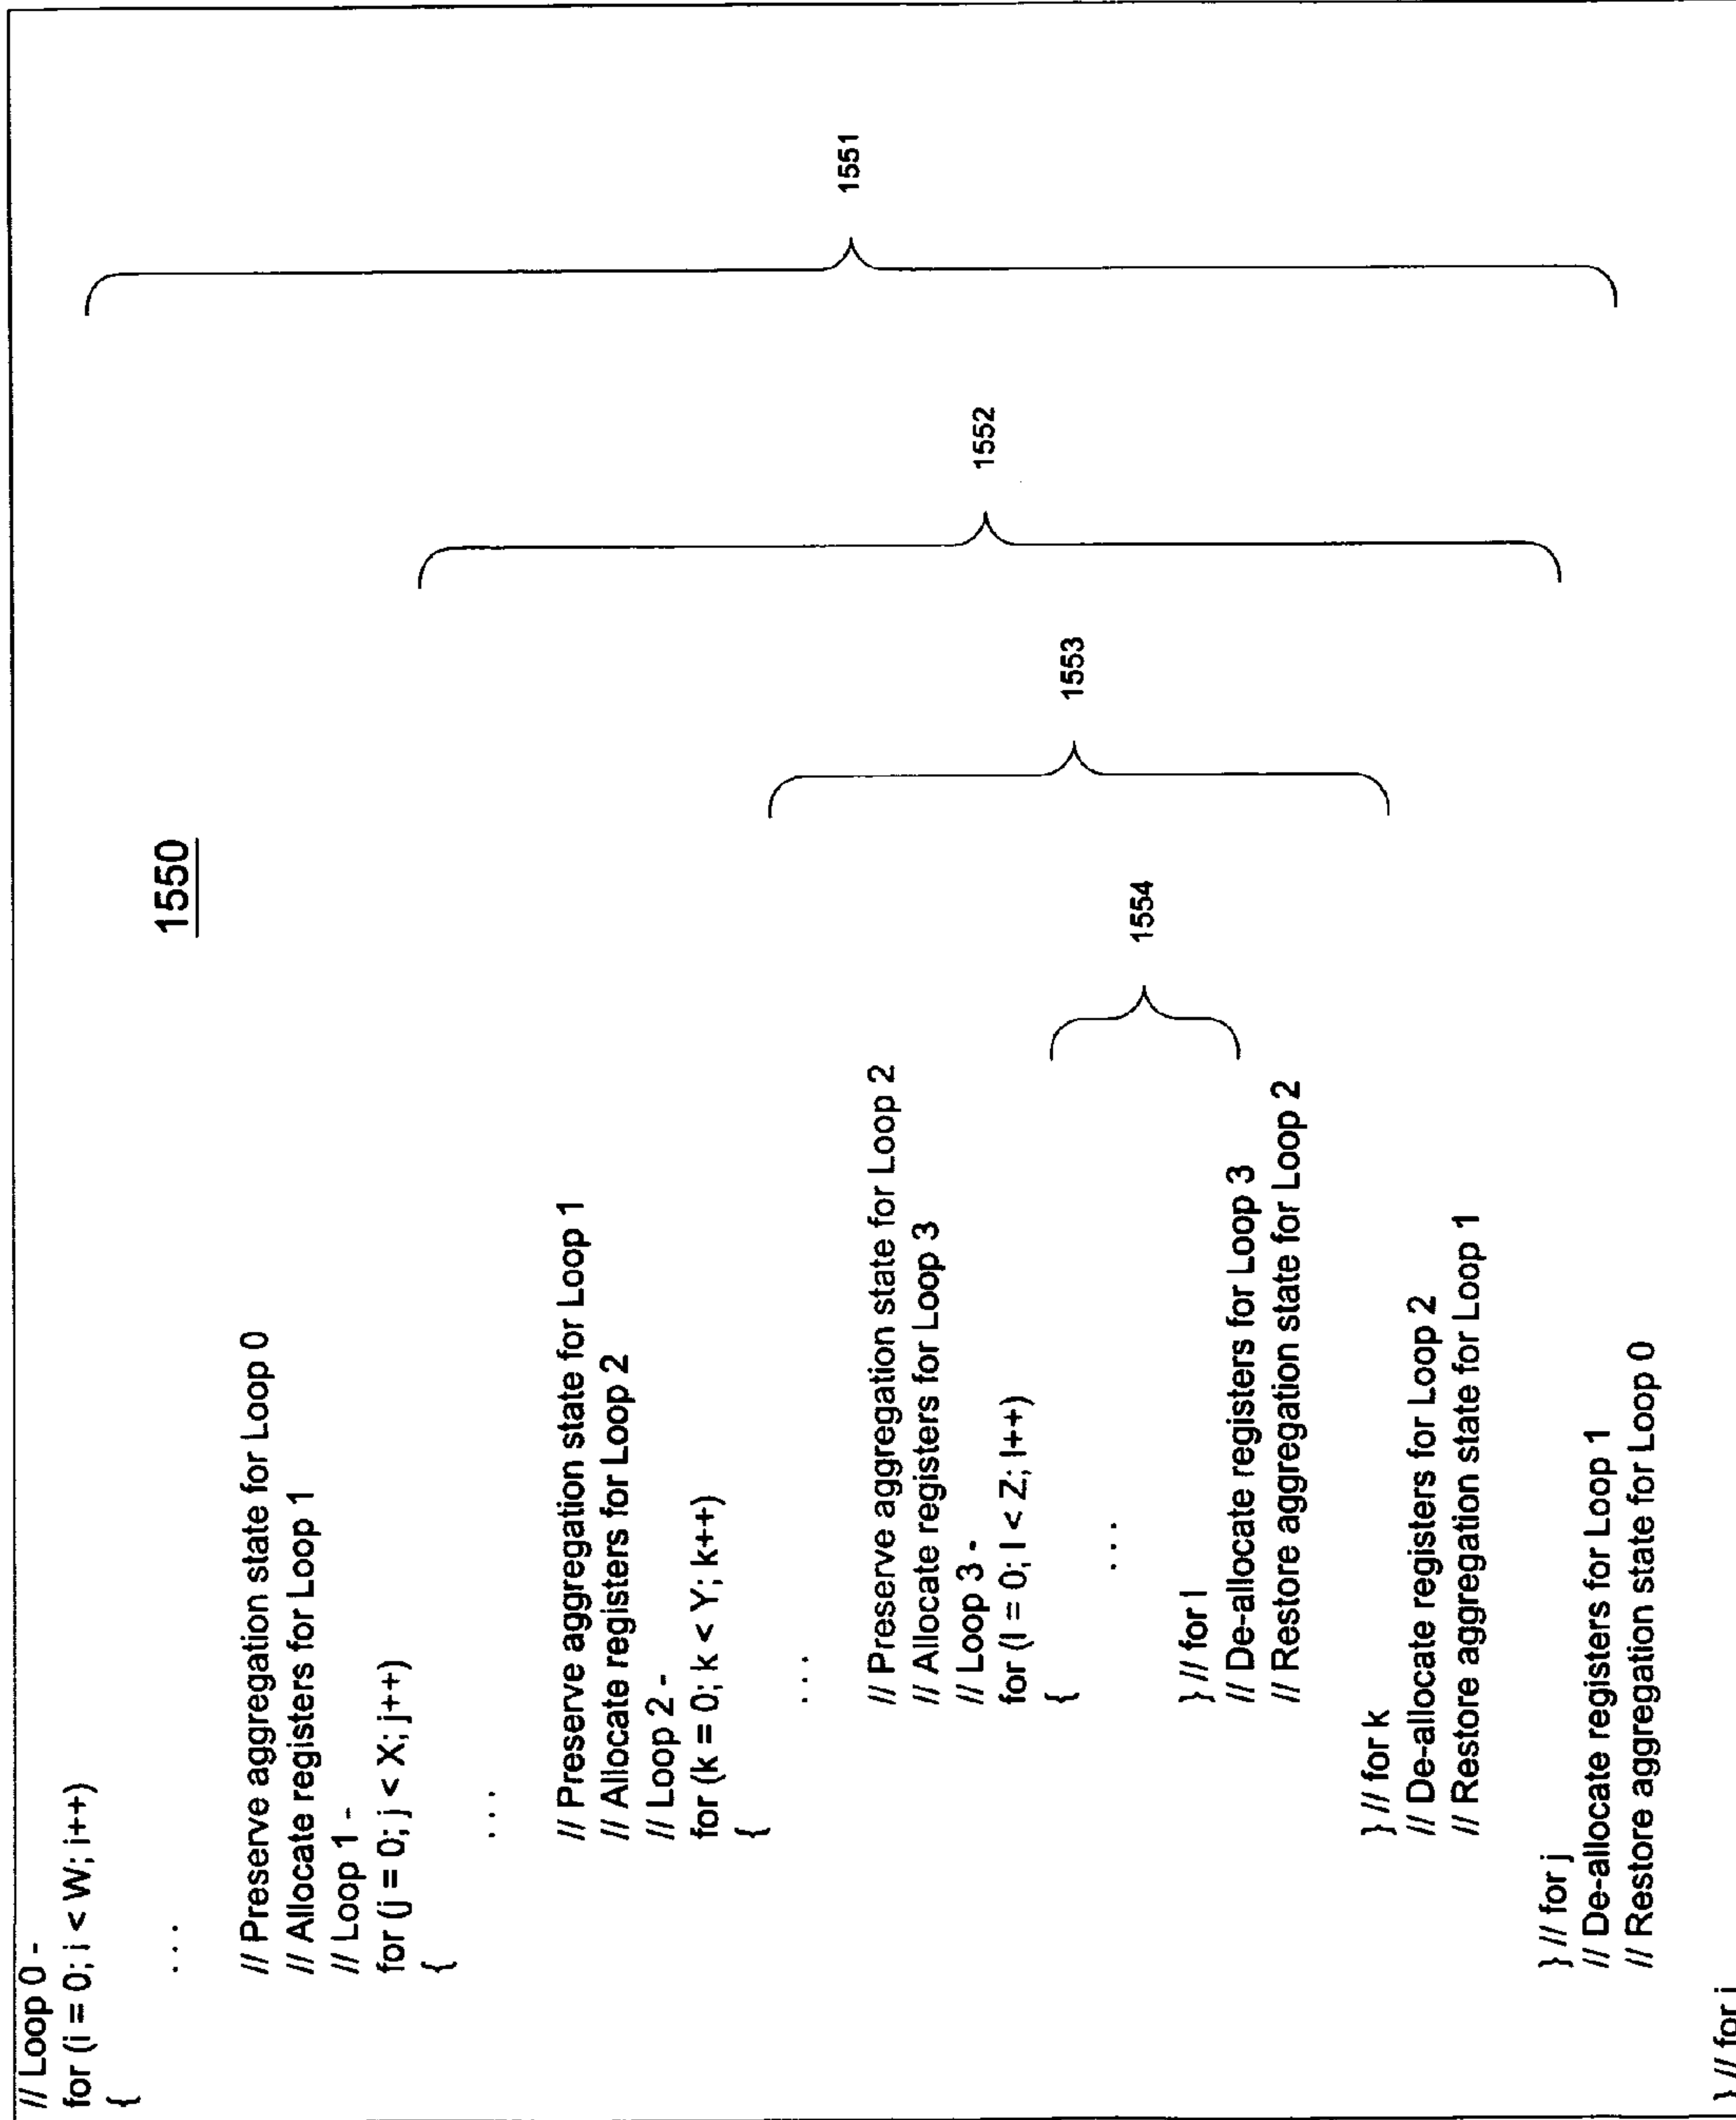 // Loop 0 -
for (i = 0; i < W; i++)
{
. . .
1550
// Preserve aggregation state for Loop 0
// Allocate registers for Loop 1
// Loop 1 -
for (j = 0; j < X; j++)
{
. . .
// Preserve aggregation state for Loop 1
// Allocate registers for Loop 2
// Loop 2 -
for (k = 0; k < Y; k++)
{
. . .
// Preserve aggregation state for Loop 2
// Allocate registers for Loop 3
// Loop 3 -
for (l = 0; l < Z; l++)
{
. . .
} // for l
// De-allocate registers for Loop 3
// Restore aggregation state for Loop 2
} // for k
// De-allocate registers for Loop 2
// Restore aggregation state for Loop 1
} // for j
// De-allocate registers for Loop 1
// Restore aggregation state for Loop 0
} // for i
1554
1553
1552
1551